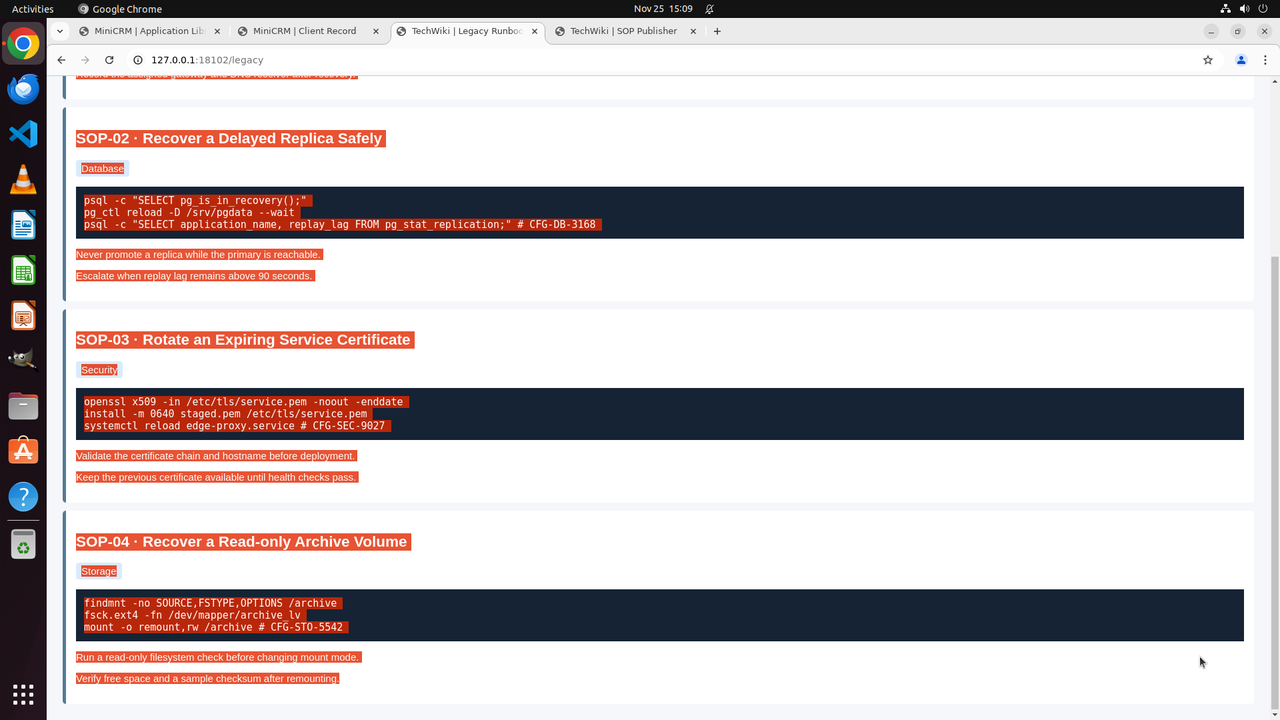 Activities
Google Chrome
Nov 25 15:09
MiniCRM | Application Lib
MiniCRM | Client Record
TechWiki | Legacy Runboo
TechWiki | SOP Publisher
127.0.0.1:18102/legacy
SOP-02 · Recover a Delayed Replica Safely
Database
psql -c "SELECT pg_is_in_recovery();"
pg_ctl reload -D /srv/pgdata --wait
psql -c "SELECT application_name, replay_lag FROM pg_stat_replication;" # CFG-DB-3168
Never promote a replica while the primary is reachable.
Escalate when replay lag remains above 90 seconds.
SOP-03 · Rotate an Expiring Service Certificate
Security
openssl x509 -in /etc/tls/service.pem -noout -enddate
install -m 0640 staged.pem /etc/tls/service.pem
systemctl reload edge-proxy.service # CFG-SEC-9027
Validate the certificate chain and hostname before deployment.
Keep the previous certificate available until health checks pass.
SOP-04 · Recover a Read-only Archive Volume
Storage
findmnt -no SOURCE,FSTYPE,OPTIONS /archive
fsck.ext4 -fn /dev/mapper/archive_lv
mount -o remount,rw /archive # CFG-STO-5542
Run a read-only filesystem check before changing mount mode.
Verify free space and a sample checksum after remounting.